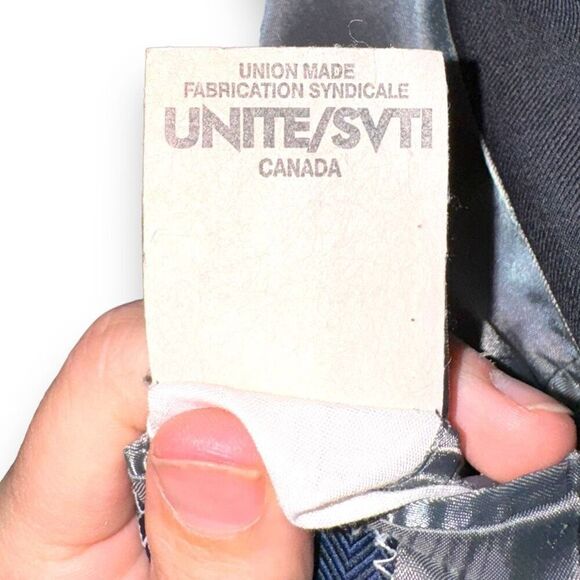 UNION MADE
FABRICATION SYNDICALE
UNITE/SVTI
CANADA